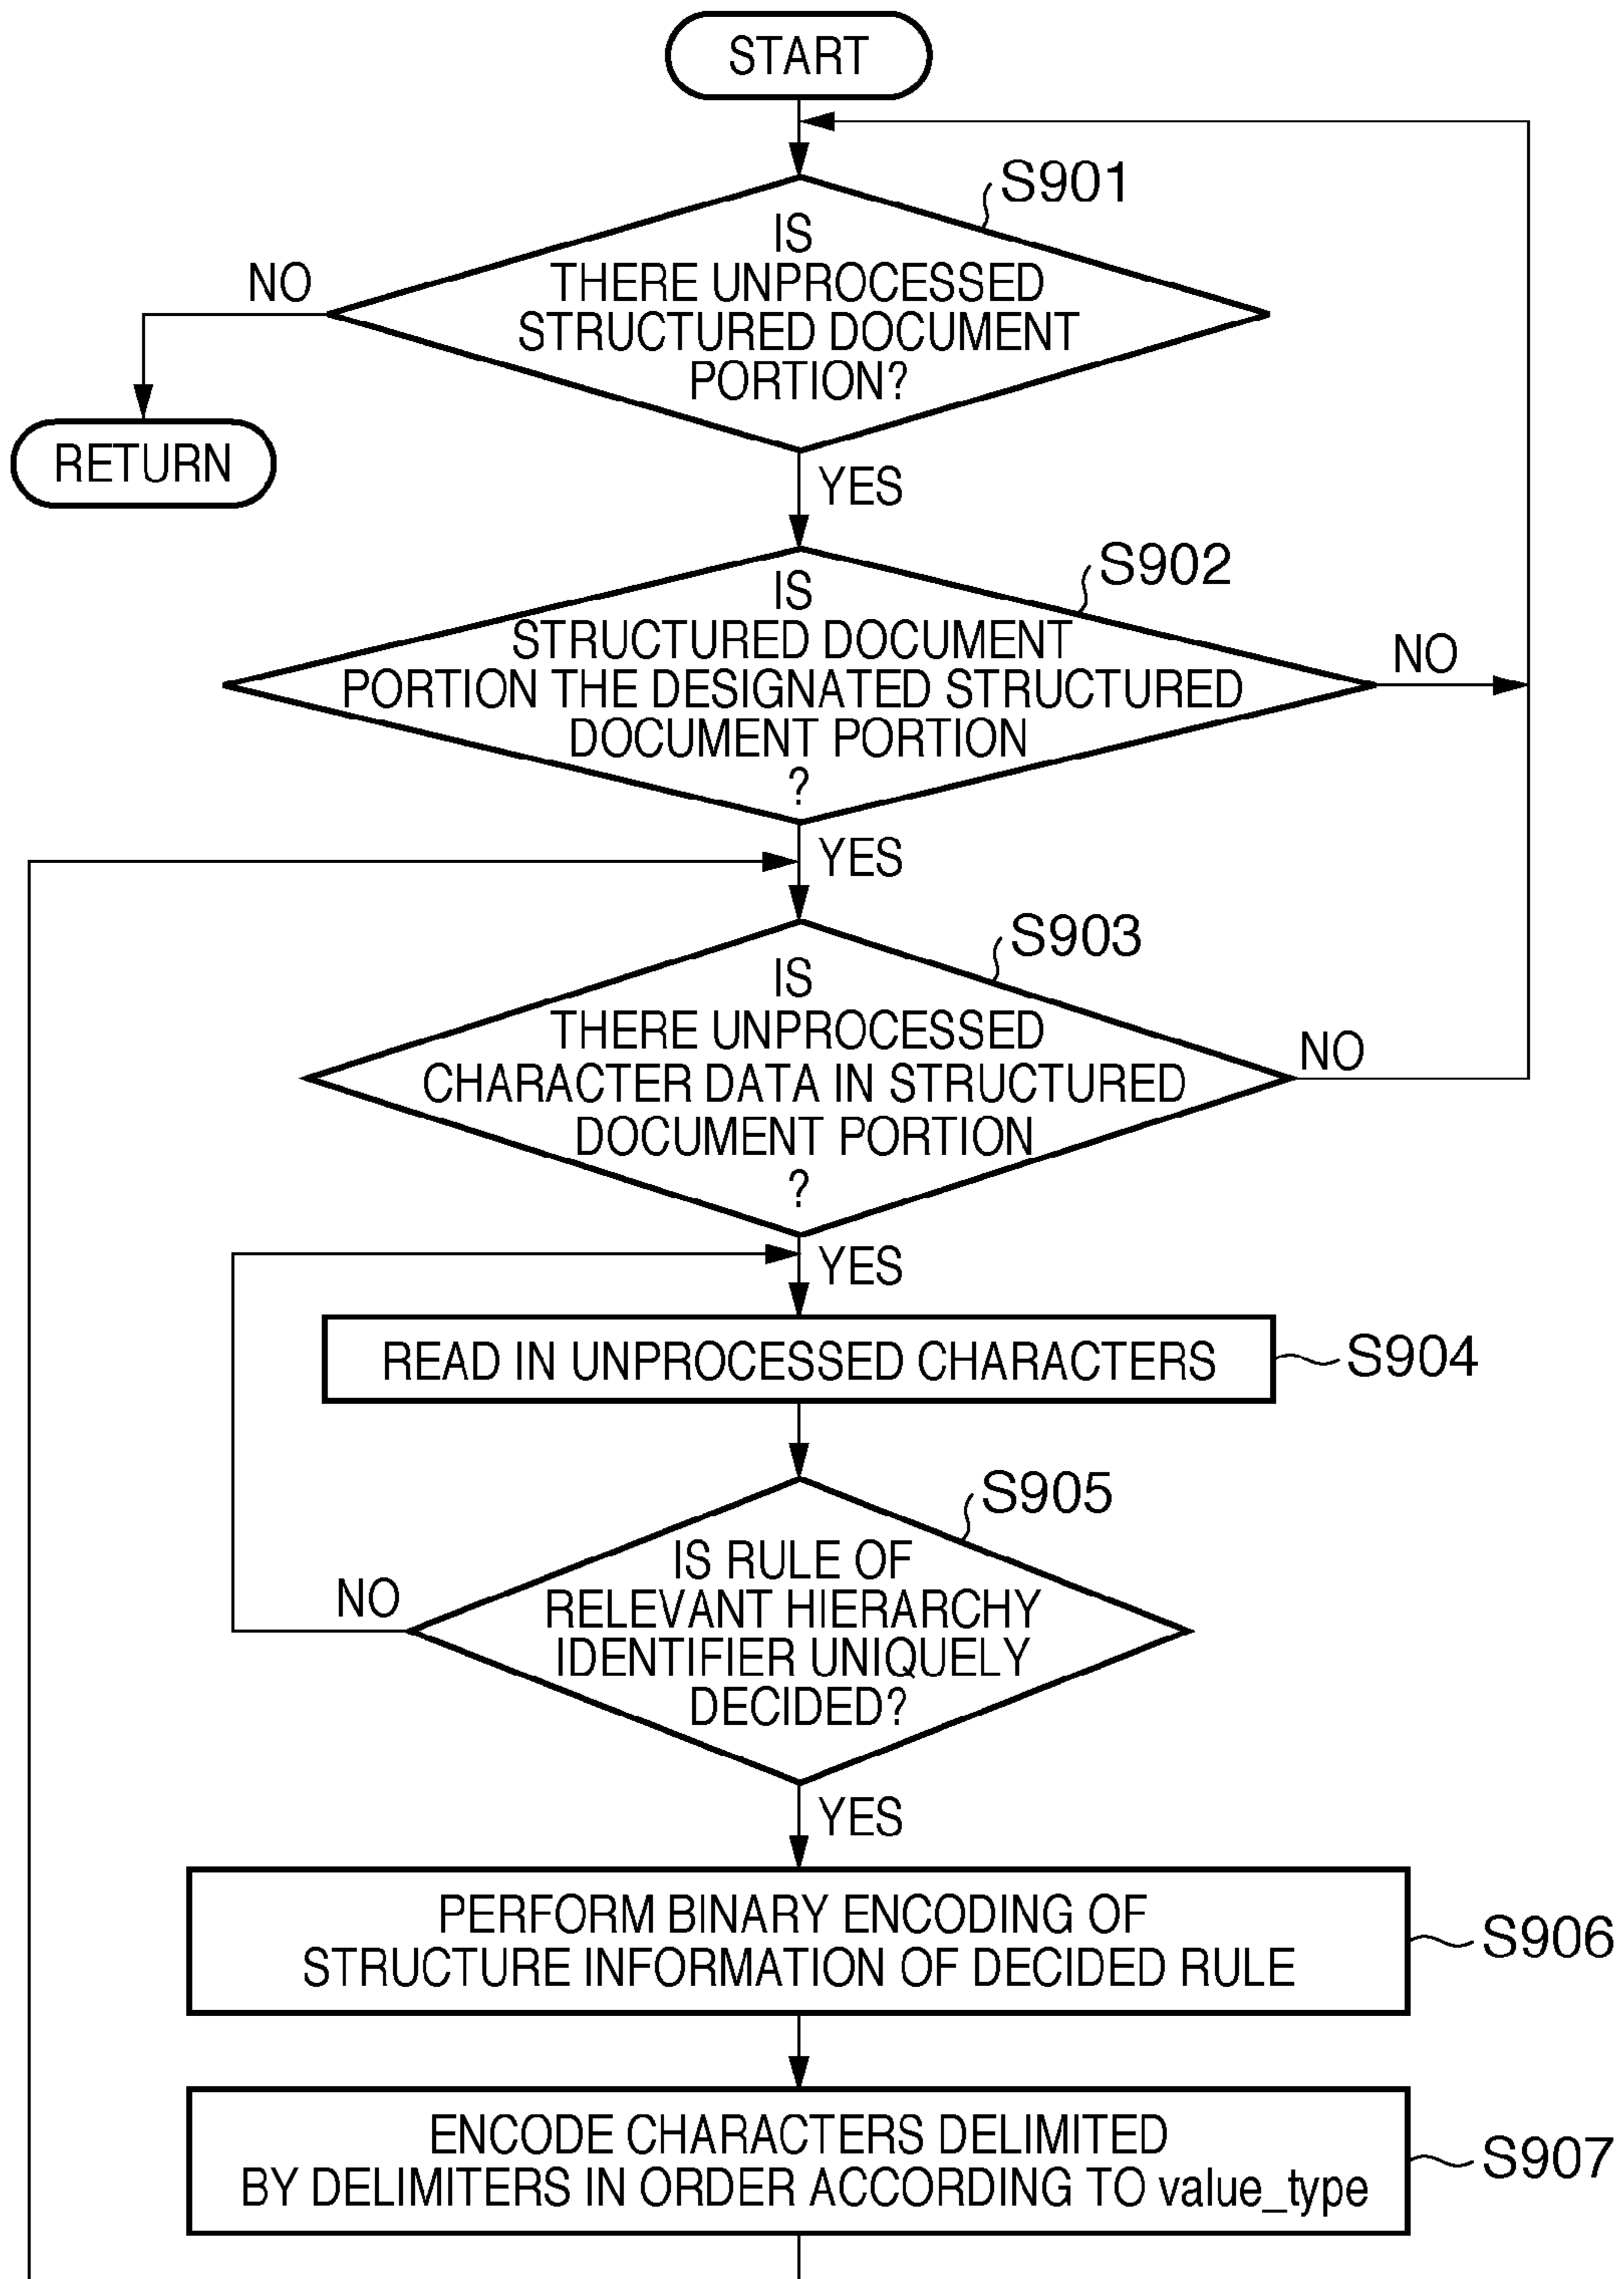 START
S901
IS
THERE UNPROCESSED
STRUCTURED DOCUMENT
PORTION?
NO
RETURN
YES
S902
IS
STRUCTURED DOCUMENT
PORTION THE DESIGNATED STRUCTURED
DOCUMENT PORTION
?
NO
YES
S903
IS
THERE UNPROCESSED
CHARACTER DATA IN STRUCTURED
DOCUMENT PORTION
?
NO
YES
READ IN UNPROCESSED CHARACTERS
S904
S905
IS RULE OF
RELEVANT HIERARCHY
IDENTIFIER UNIQUELY
DECIDED?
NO
YES
PERFORM BINARY ENCODING OF
STRUCTURE INFORMATION OF DECIDED RULE
S906
ENCODE CHARACTERS DELIMITED
BY DELIMITERS IN ORDER ACCORDING TO value_type
S907